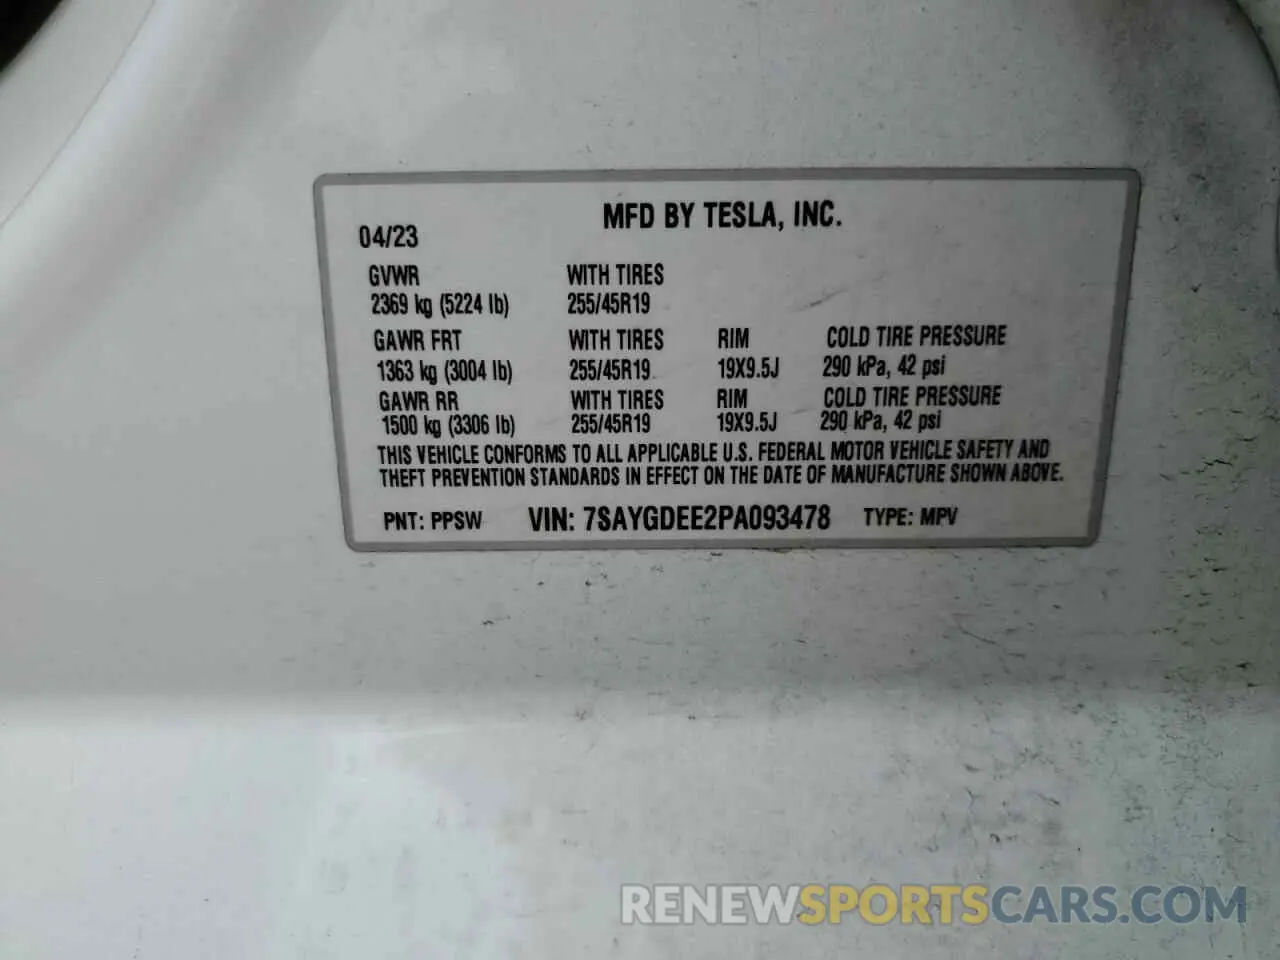 MFD BY TESLA, INC.
04/23
GVWR WITH TIRES
2369 kg (5224 lb) 255/45R19
GAWR FRT WITH TIRES RIM COLD TIRE PRESSURE
1363 kg (3004 lb) 255/45R19 19X9.5J 290 kPa, 42 psi
GAWR RR WITH TIRES RIM COLD TIRE PRESSURE
1500 kg (3306 lb) 255/45R19 19X9.5J 290 kPa, 42 psi
THIS VEHICLE CONFORMS TO ALL APPLICABLE U.S. FEDERAL MOTOR VEHICLE SAFETY AND
THEFT PREVENTION STANDARDS IN EFFECT ON THE DATE OF MANUFACTURE SHOWN ABOVE.
PNT: PPSW VIN: 7SAYGDEE2PA093478 TYPE: MPV
RENEWSPORTSCARS.COM